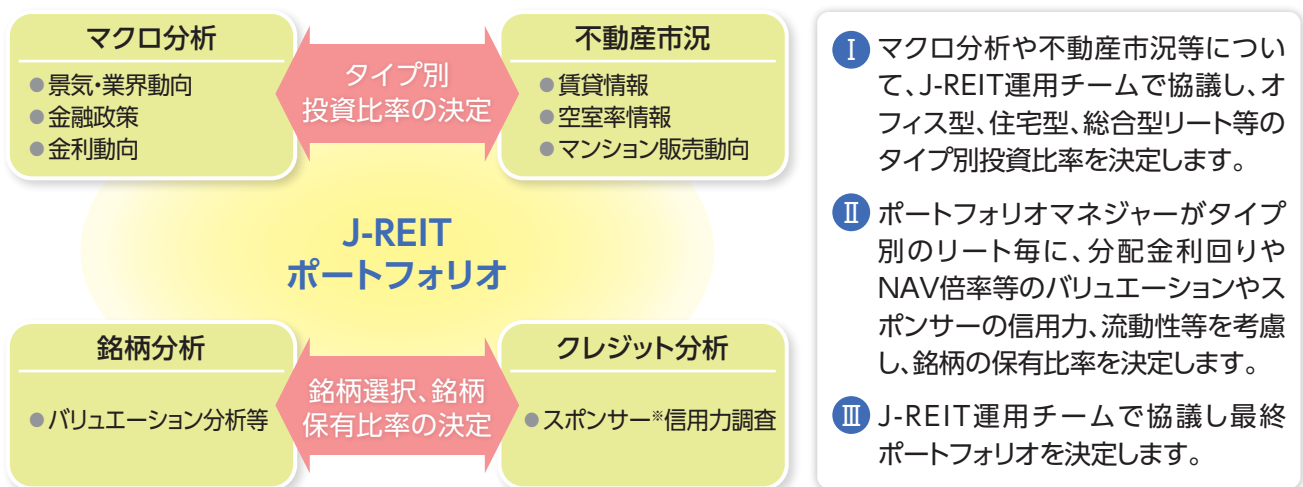 マクロ分析
●景気・業界動向
●金融政策
●金利動向
タイプ別
投資比率の決定
不動産市況
●賃貸情報
●空室率情報
●マンション販売動向
J-REIT
ポートフォリオ
銘柄分析
●バリュエーション分析等
銘柄選択、銘柄
保有比率の決定
クレジット分析
●スポンサー※信用力調査
Ⅰ マクロ分析や不動産市況等につい
て、J-REIT運用チームで協議し、オ
フィス型、住宅型、総合型リート等の
タイプ別投資比率を決定します。
Ⅱ ポートフォリオマネジャーがタイプ
別のリート毎に、分配金利回りや
NAV倍率等のバリュエーションやス
ポンサーの信用力、流動性等を考慮
し、銘柄の保有比率を決定します。
Ⅲ J-REIT運用チームで協議し最終
ポートフォリオを決定します。